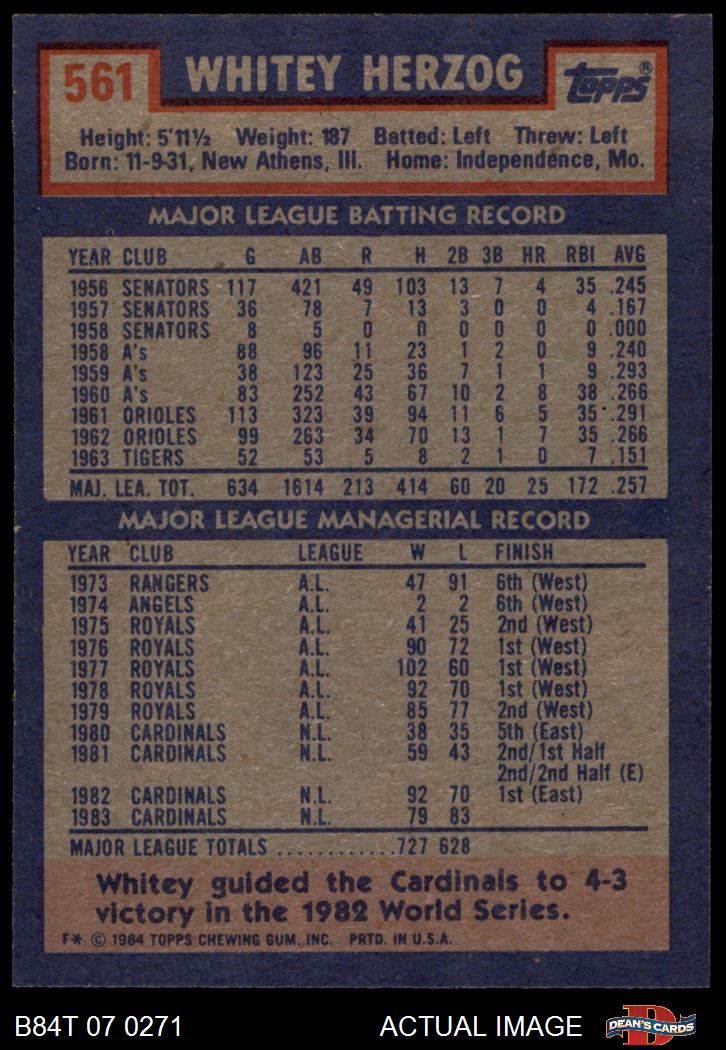 561 WHITEY HERZOG topps®
Height: 5'11½ Weight: 187 Batted: Left Threw: Left
Born: 11-9-31, New Athens, Ill. Home: Independence, Mo.
MAJOR LEAGUE BATTING RECORD
YEAR CLUB G AB R H 2B 3B HR RBI AVG
1956 SENATORS 117 421 49 103 13 7 4 35 .245
1957 SENATORS 36 78 7 13 3 0 0 4 .167
1958 SENATORS 8 5 0 0 0 0 0 0 .000
1958 A's 88 96 11 23 1 2 0 9 .240
1959 A's 38 123 25 36 7 1 1 9 .293
1960 A's 83 252 43 67 10 2 8 38 .266
1961 ORIOLES 113 323 39 94 11 6 5 35 .291
1962 ORIOLES 99 263 34 70 13 1 7 35 .266
1963 TIGERS 52 53 5 8 2 1 0 7 .151
MAJ. LEA. TOT. 634 1614 213 414 60 20 25 172 .257
MAJOR LEAGUE MANAGERIAL RECORD
YEAR CLUB LEAGUE W L FINISH
1973 RANGERS A.L. 47 91 6th (West)
1974 ANGELS A.L. 2 2 6th (West)
1975 ROYALS A.L. 41 25 2nd (West)
1976 ROYALS A.L. 90 72 1st (West)
1977 ROYALS A.L. 102 60 1st (West)
1978 ROYALS A.L. 92 70 1st (West)
1979 ROYALS A.L. 85 77 2nd (West)
1980 CARDINALS N.L. 38 35 5th (East)
1981 CARDINALS N.L. 59 43 2nd/1st Half
2nd/2nd Half (E)
1982 CARDINALS N.L. 92 70 1st (East)
1983 CARDINALS N.L. 79 83
MAJOR LEAGUE TOTALS ............727 628
Whitey guided the Cardinals to 4-3
victory in the 1982 World Series.
F* © 1984 TOPPS CHEWING GUM, INC. PRTD. IN U.S.A.
B84T 07 0271 ACTUAL IMAGE D DEAN'S CARDS